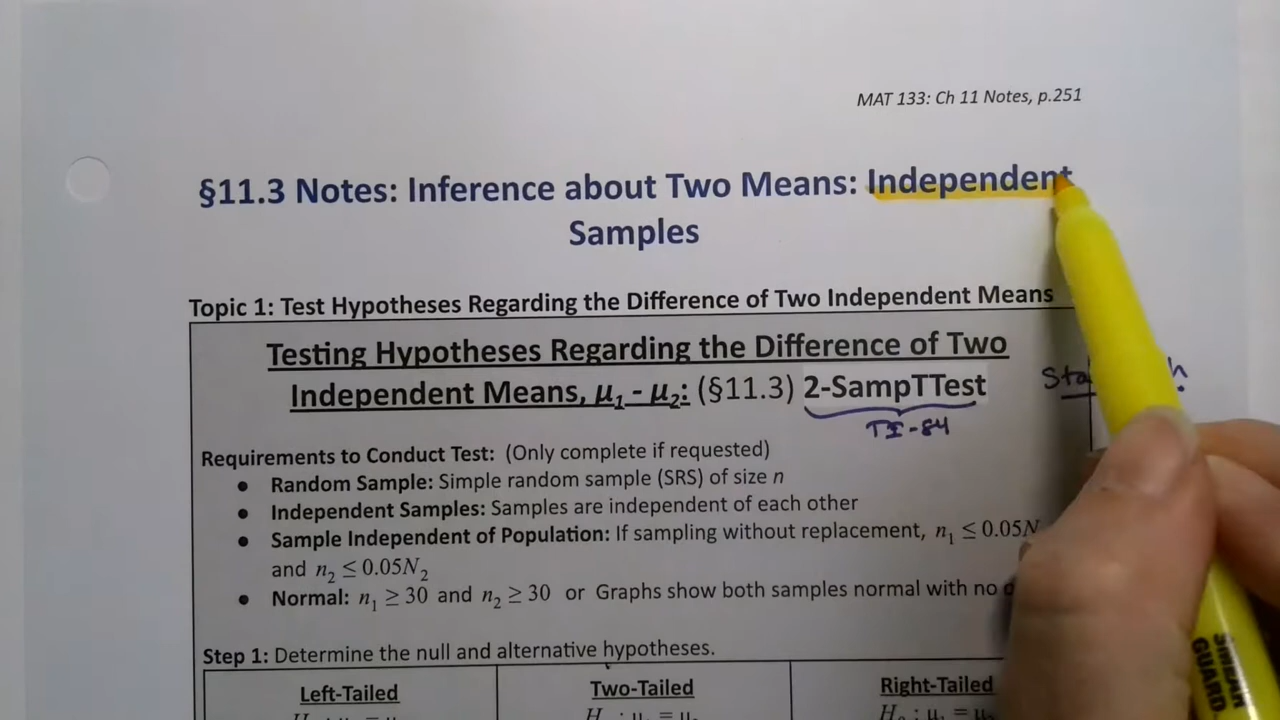 MAT 133: Ch 11 Notes, p.251
§11.3 Notes: Inference about Two Means: Independent
Samples
Topic 1: Test Hypotheses Regarding the Difference of Two Independent Means
Testing Hypotheses Regarding the Difference of Two
Independent Means, μ₁ - μ₂: (§11.3) 2-SampTTest
TI-84
Requirements to Conduct Test: (Only complete if requested)
• Random Sample: Simple random sample (SRS) of size n
• Independent Samples: Samples are independent of each other
• Sample Independent of Population: If sampling without replacement, n₁ ≤ 0.05N
and n₂ ≤ 0.05N₂
• Normal: n₁ ≥ 30 and n₂ ≥ 30 or Graphs show both samples normal with no
Step 1: Determine the null and alternative hypotheses.
Left-Tailed Two-Tailed Right-Tailed